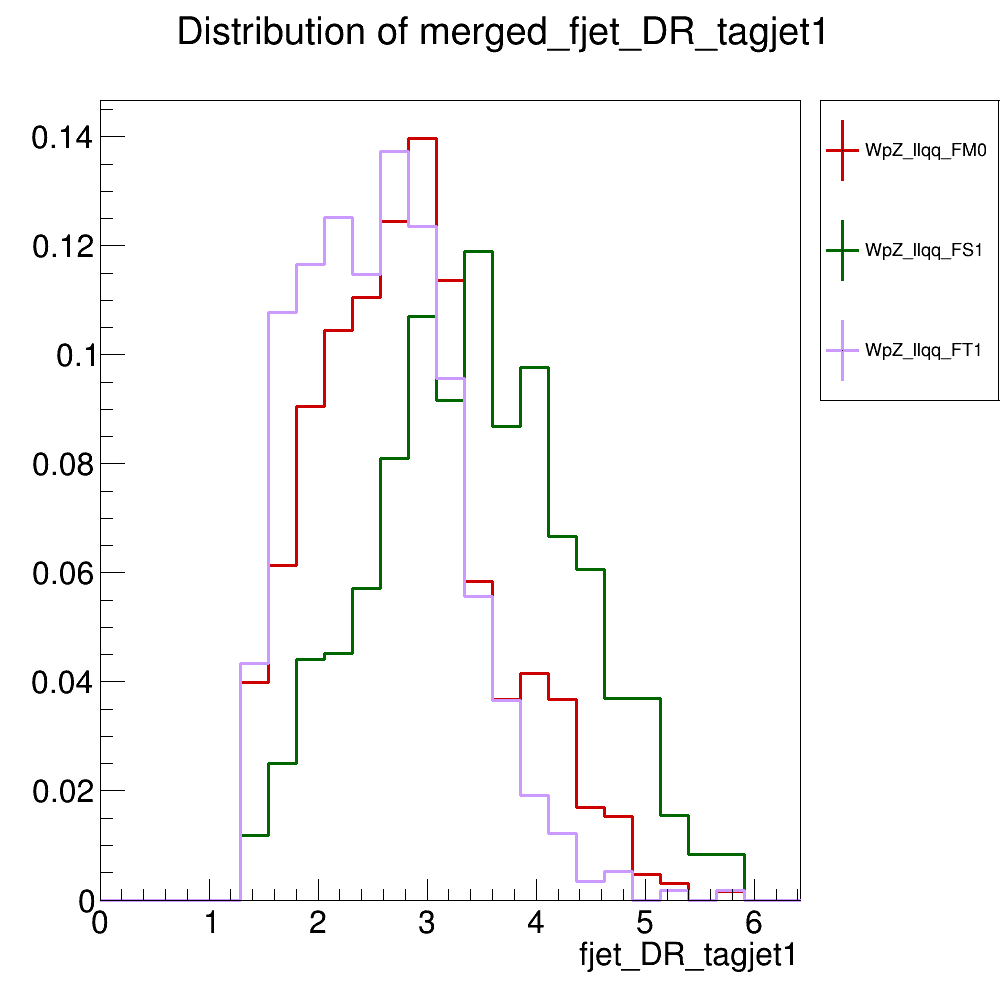 Distribution of merged_fjet_DR_tagjet1
0.14
0.12
0.1
0.08
0.06
0.04
0.02
0
0 1 2 3 4 5 6
fjet_DR_tagjet1
WpZ_llqq_FM0
WpZ_llqq_FS1
WpZ_llqq_FT1